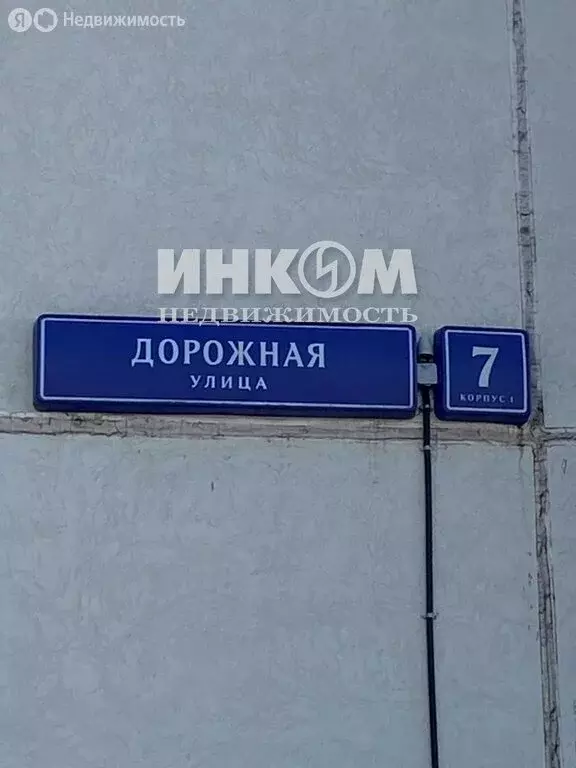 Я Недвижимость
ИНКОМ
НЕДВИЖИМОСТЬ
ДОРОЖНАЯ
УЛИЦА
7
КОРПУС 1